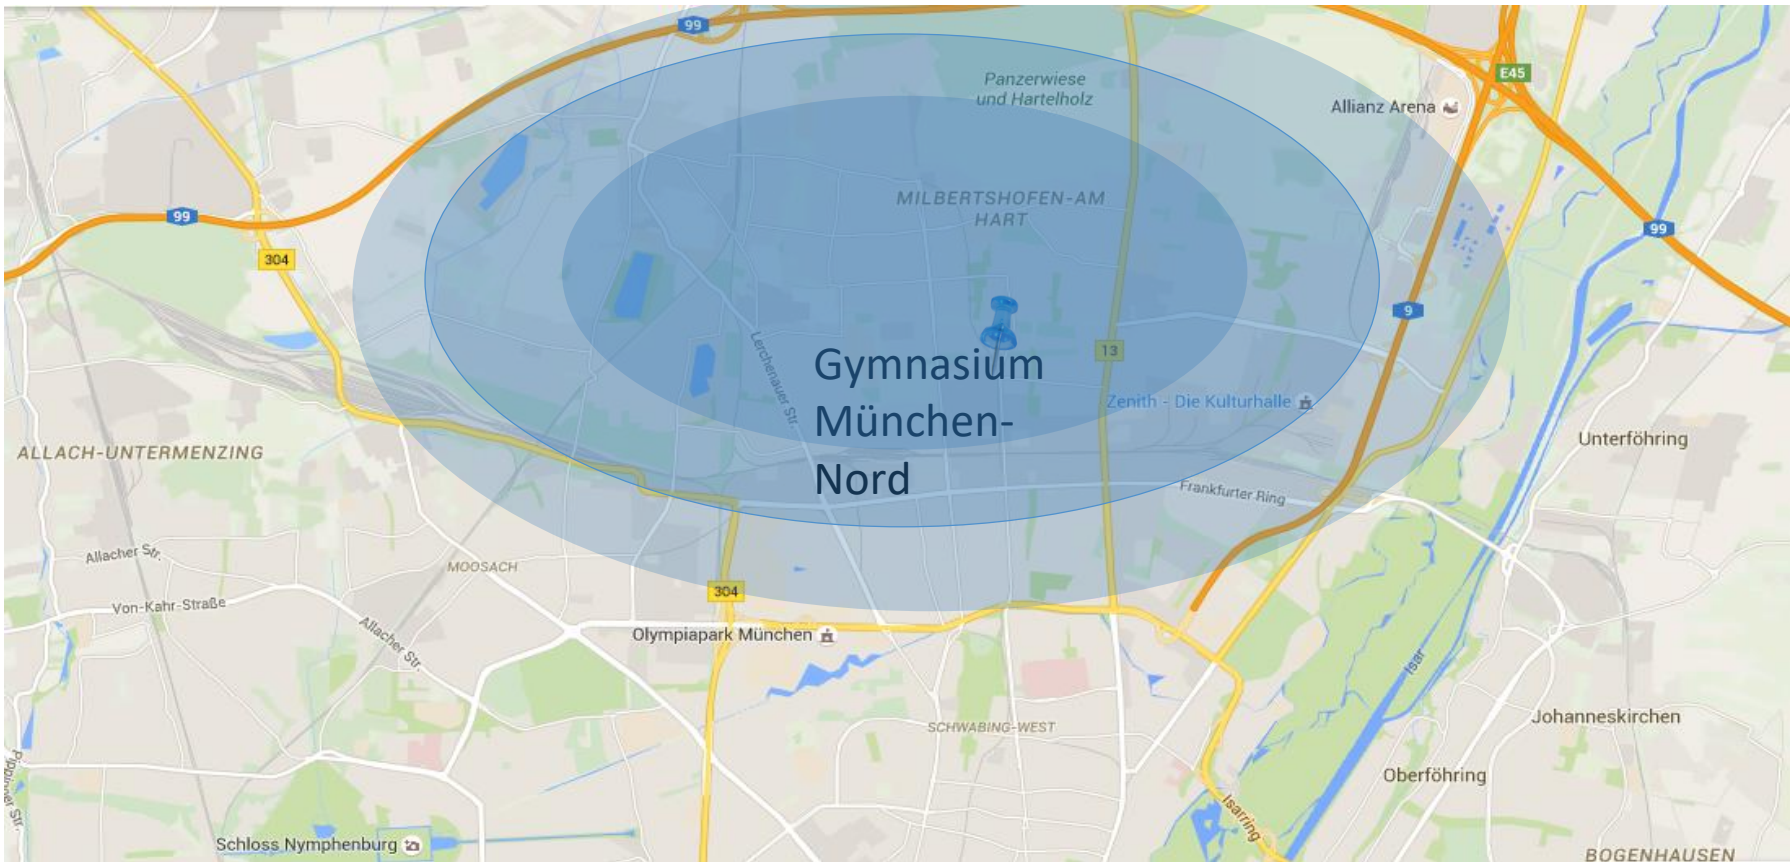 99
E45
Panzerwiese
und Hartelholz
Allianz Arena
MILBERTSHOFEN-AM
HART
99
99
304
9
Lerchenauer Str.
13
Gymnasium
München-
Nord
Zenith - Die Kulturhalle
Unterföhring
ALLACH-UNTERMENZING
Frankfurter Ring
Allacher Str.
MOOSACH
304
Von-Kahr-Straße
Allacher Str.
Olympiapark München
Isar
SCHWABING-WEST
Johanneskirchen
Oberföhring
Isarring
Schloss Nymphenburg
BOGENHAUSEN